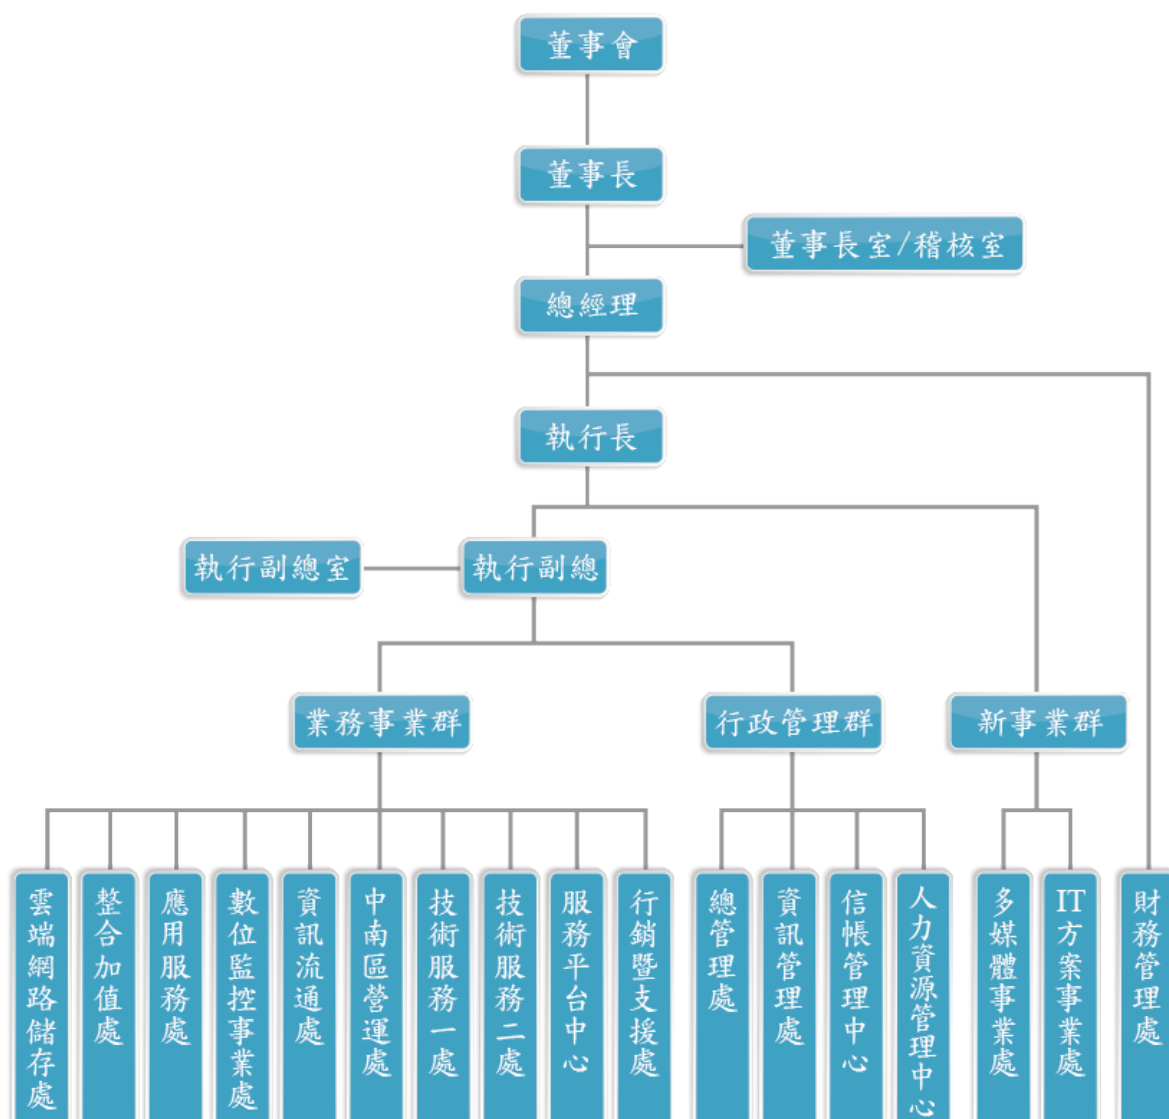 董事會
董事長
董事長室/稽核室
總經理
執行長
執行副總室
執行副總
業務事業群
行政管理群
新事業群
雲端網路儲存處
整合加值處
應用服務處
數位監控事業處
資訊流通處
中南區營運處
技術服務一處
技術服務二處
服務平台中心
行銷暨支援處
總管理處
資訊管理處
信帳管理中心
人力資源管理中心
多媒體事業處
IT方案事業處
財務管理處